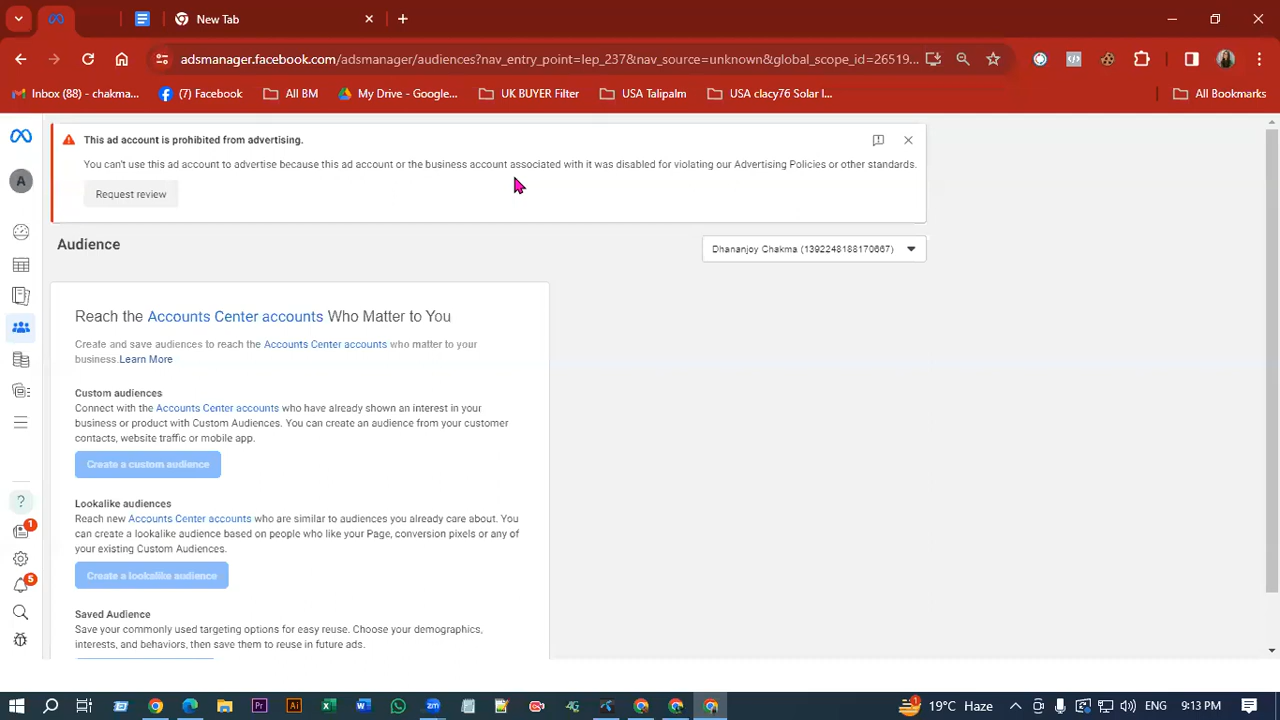 New Tab
adsmanager.facebook.com/adsmanager/audiences?nav_entry_point=lep_237&nav_source=unknown&global_scope_id=26519...
Inbox (88) - chakma...
(7) Facebook
All BM
My Drive - Google...
UK BUYER Filter
USA Talipalm
USA clacy76 Solar l...
All Bookmarks
This ad account is prohibited from advertising.
You can't use this ad account to advertise because this ad account or the business account associated with it was disabled for violating our Advertising Policies or other standards.
Request review
A
Audience
Dhananjoy Chakma (1392248188170667)
Reach the Accounts Center accounts Who Matter to You
Create and save audiences to reach the Accounts Center accounts who matter to your
business.Learn More
Custom audiences
Connect with the Accounts Center accounts who have already shown an interest in your
business or product with Custom Audiences. You can create an audience from your customer
contacts, website traffic or mobile app.
Create a custom audience
Lookalike audiences
Reach new Accounts Center accounts who are similar to audiences you already care about. You
can create a lookalike audience based on people who like your Page, conversion pixels or any of
your existing Custom Audiences.
Create a lookalike audience
Saved Audience
Save your commonly used targeting options for easy reuse. Choose your demographics,
interests, and behaviors, then save them to reuse in future ads.
?
1
5
Pr
Ai
zm
19°C Haze
ENG
9:13 PM